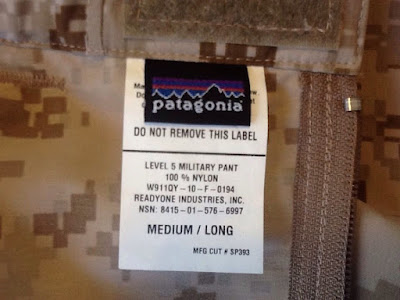 patagonia®
DO NOT REMOVE THIS LABEL
LEVEL 5 MILITARY PANT
100 % NYLON
W911QY-10-F-0194
READYONE INDUSTRIES, INC.
NSN: 8415-01-576-6997
MEDIUM / LONG
MFG CUT # SP393